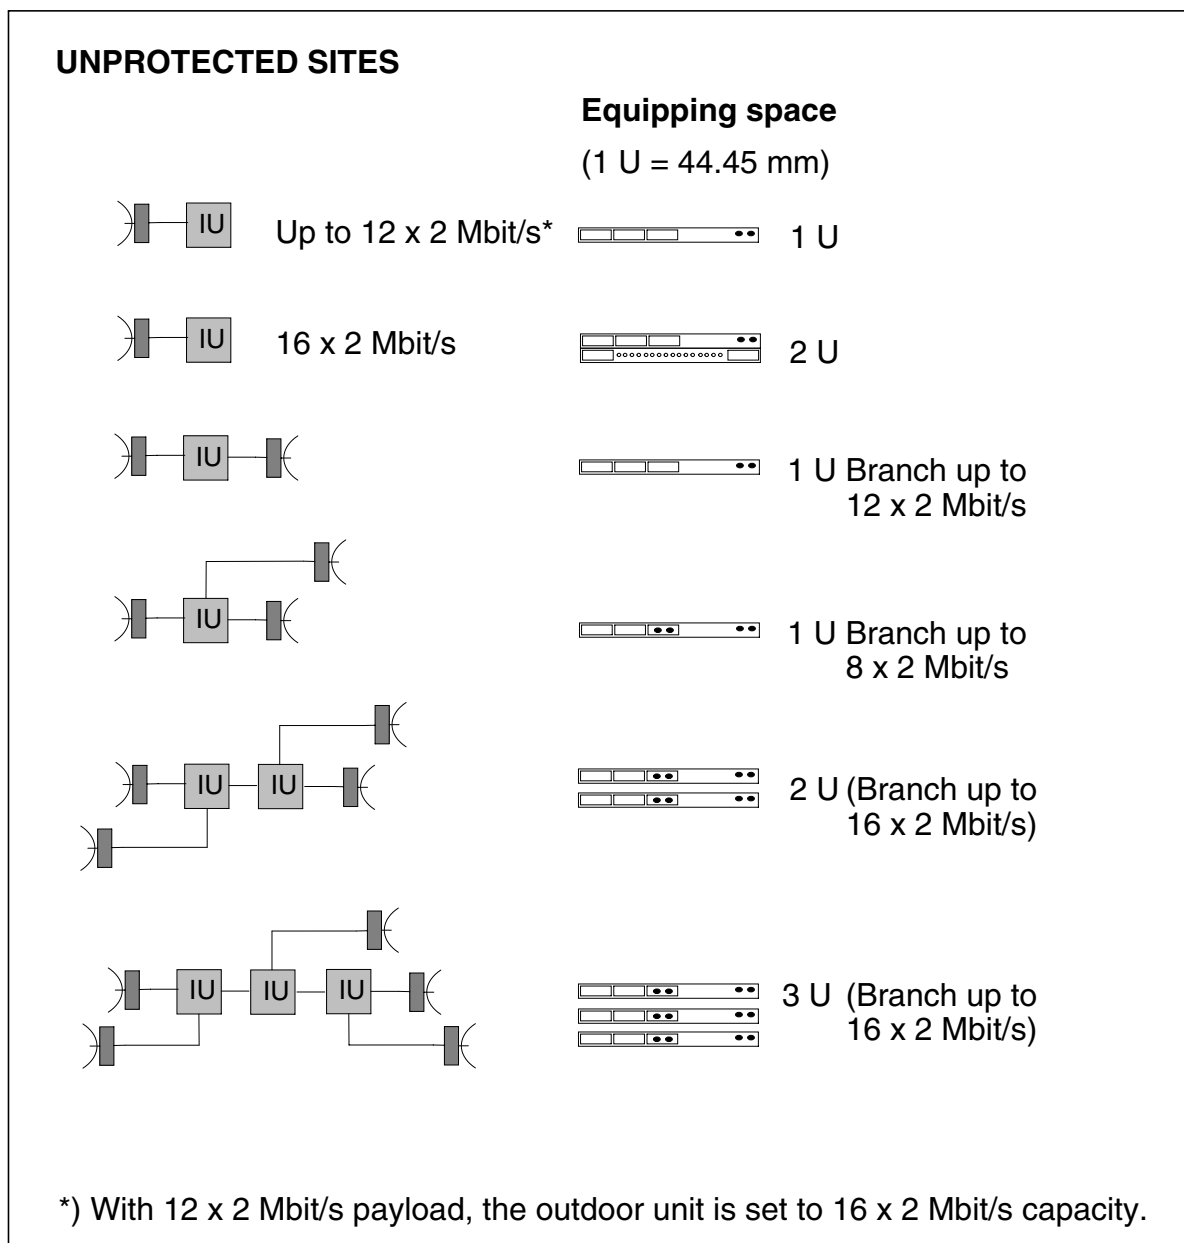 UNPROTECTED SITES
Equipping space
(1 U = 44.45 mm)
IU Up to 12 x 2 Mbit/s* 1 U
IU 16 x 2 Mbit/s 2 U
IU 1 U Branch up to
12 x 2 Mbit/s
IU 1 U Branch up to
8 x 2 Mbit/s
IU IU 2 U (Branch up to
16 x 2 Mbit/s)
IU IU IU 3 U (Branch up to
16 x 2 Mbit/s)
*) With 12 x 2 Mbit/s payload, the outdoor unit is set to 16 x 2 Mbit/s capacity.